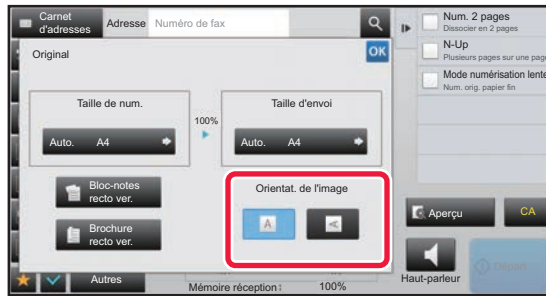 Carnet
d'adresses
Adresse
Numéro de fax
Num. 2 pages
Dissocier en 2 pages
Original
OK
N-Up
Plusieurs pages sur une page
Mode numérisation lente
Num. orig. papier fin
Taille de num.
100%
Taille d'envoi
Auto. A4
Auto. A4
Bloc-notes
recto ver.
Orientat. de l'image
A
A
Brochure
recto ver.
Aperçu
CA
Autres
Mémoire réception:
100%
Haut-parleur
Départ